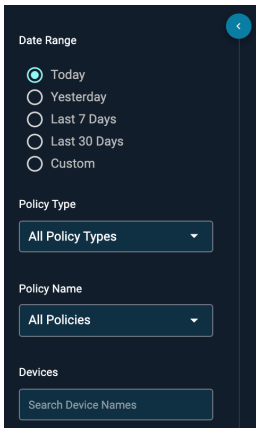 Date Range
Today
Yesterday
Last 7 Days
Last 30 Days
Custom
Policy Type
All Policy Types
Policy Name
All Policies
Devices
Search Device Names